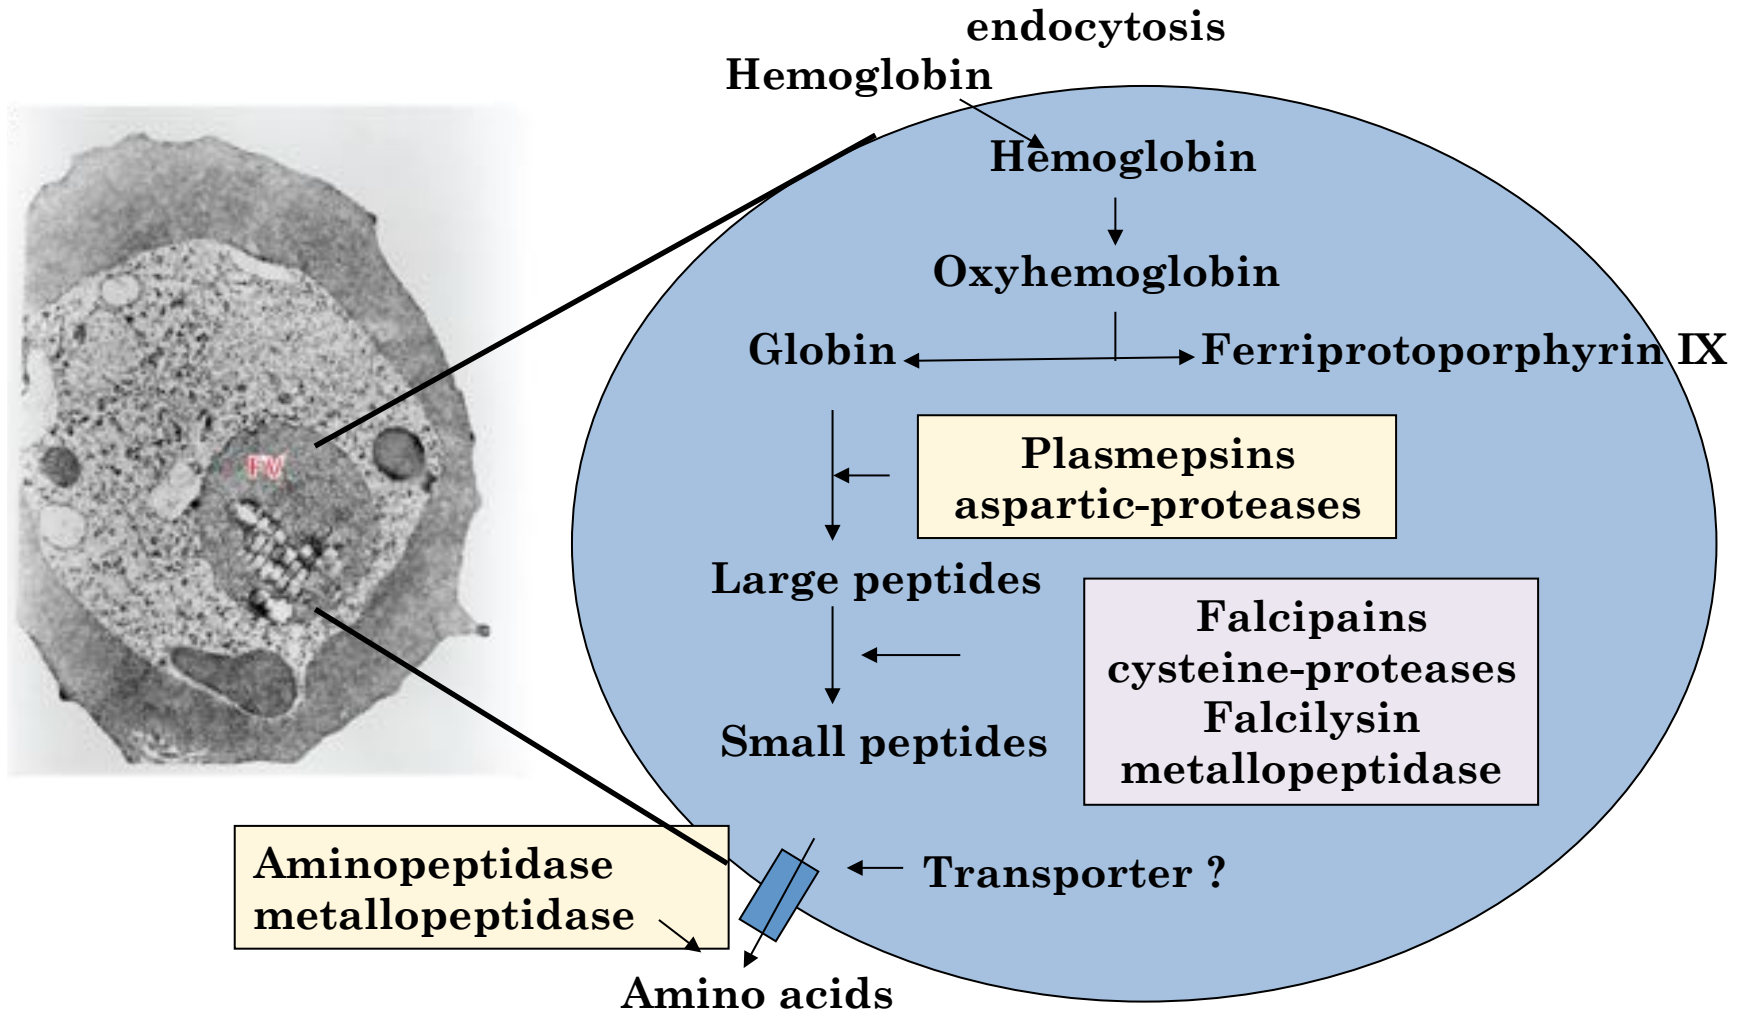 endocytosis
Hemoglobin
Hemoglobin
Oxyhemoglobin
Globin
Ferriprotoporphyrin IX
FV
Plasmepsins
aspartic-proteases
Large peptides
Falcipains
cysteine-proteases
Falcilysin
metallopeptidase
Small peptides
Aminopeptidase
metallopeptidase
Transporter ?
Amino acids